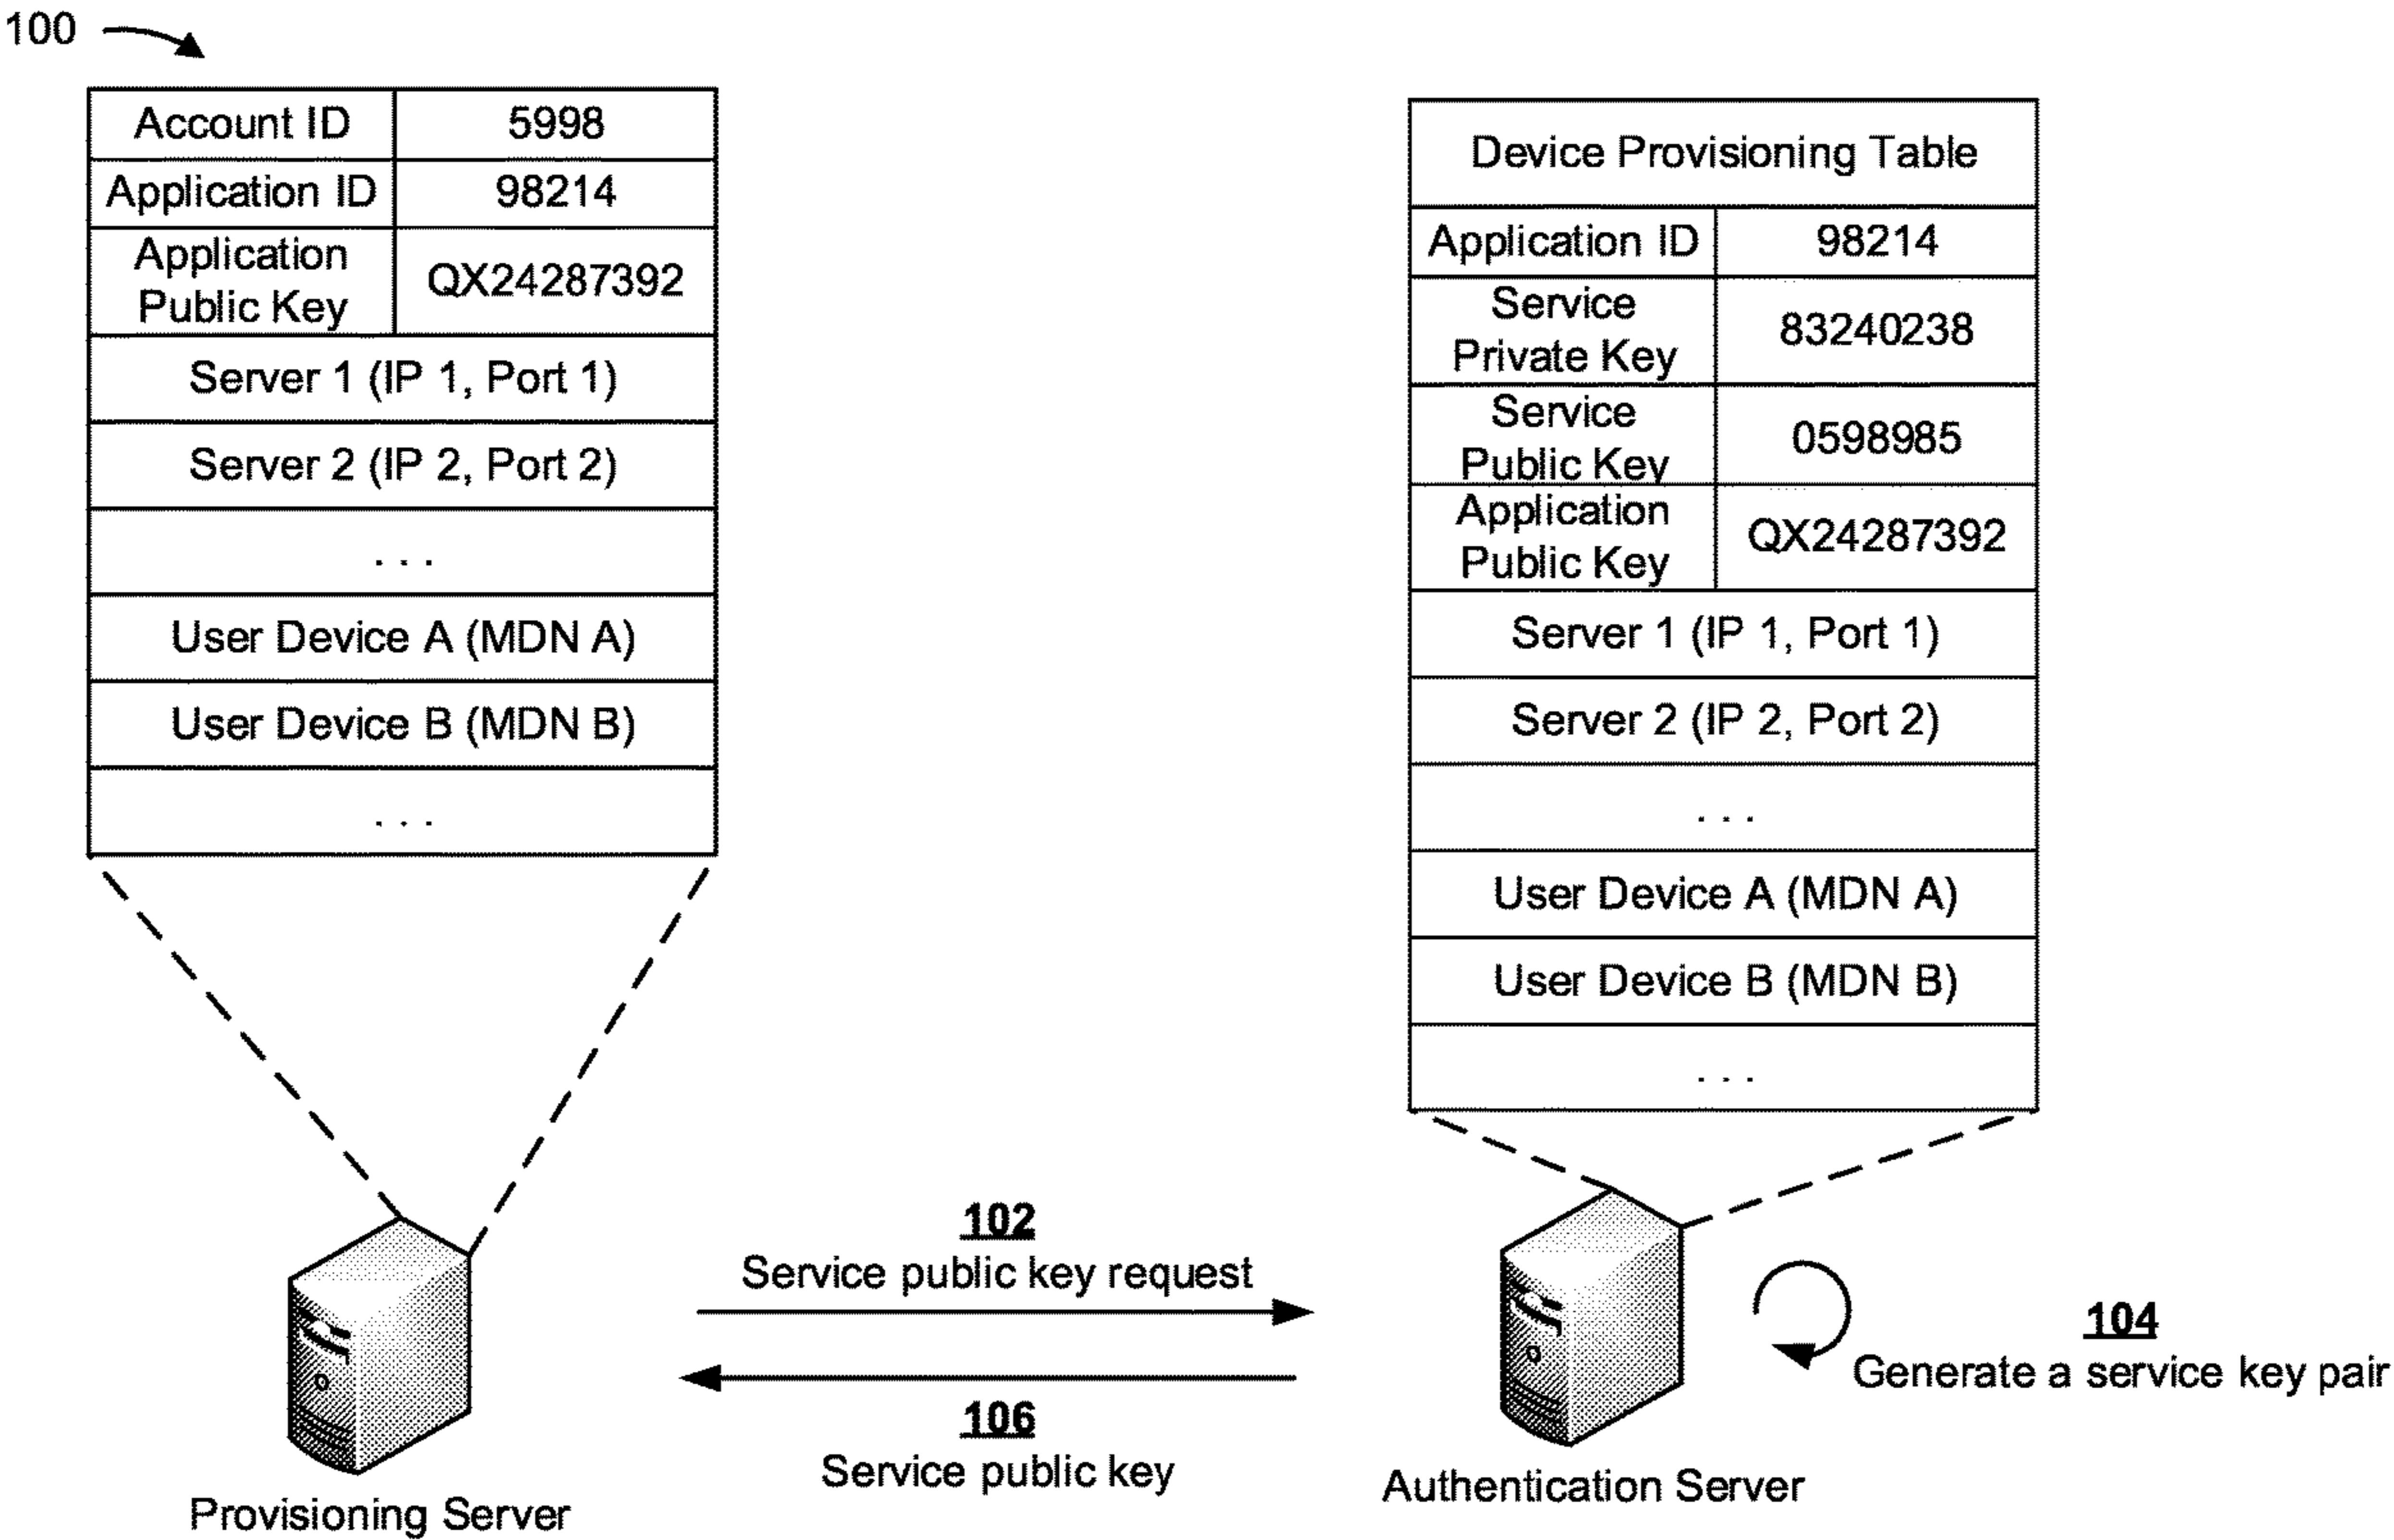 100
Account ID 5998
Application ID 98214
Application
Public Key
QX24287392
Server 1 (IP 1, Port 1)
Server 2 (IP 2, Port 2)
. . .
User Device A (MDN A)
User Device B (MDN B)
. . .
Provisioning Server
102
Service public key request
106
Service public key
Device Provisioning Table
Application ID 98214
Service
Private Key
83240238
Service
Public Key
0598985
Application
Public Key
QX24287392
Server 1 (IP 1, Port 1)
Server 2 (IP 2, Port 2)
. . .
User Device A (MDN A)
User Device B (MDN B)
. . .
Authentication Server
104
Generate a service key pair